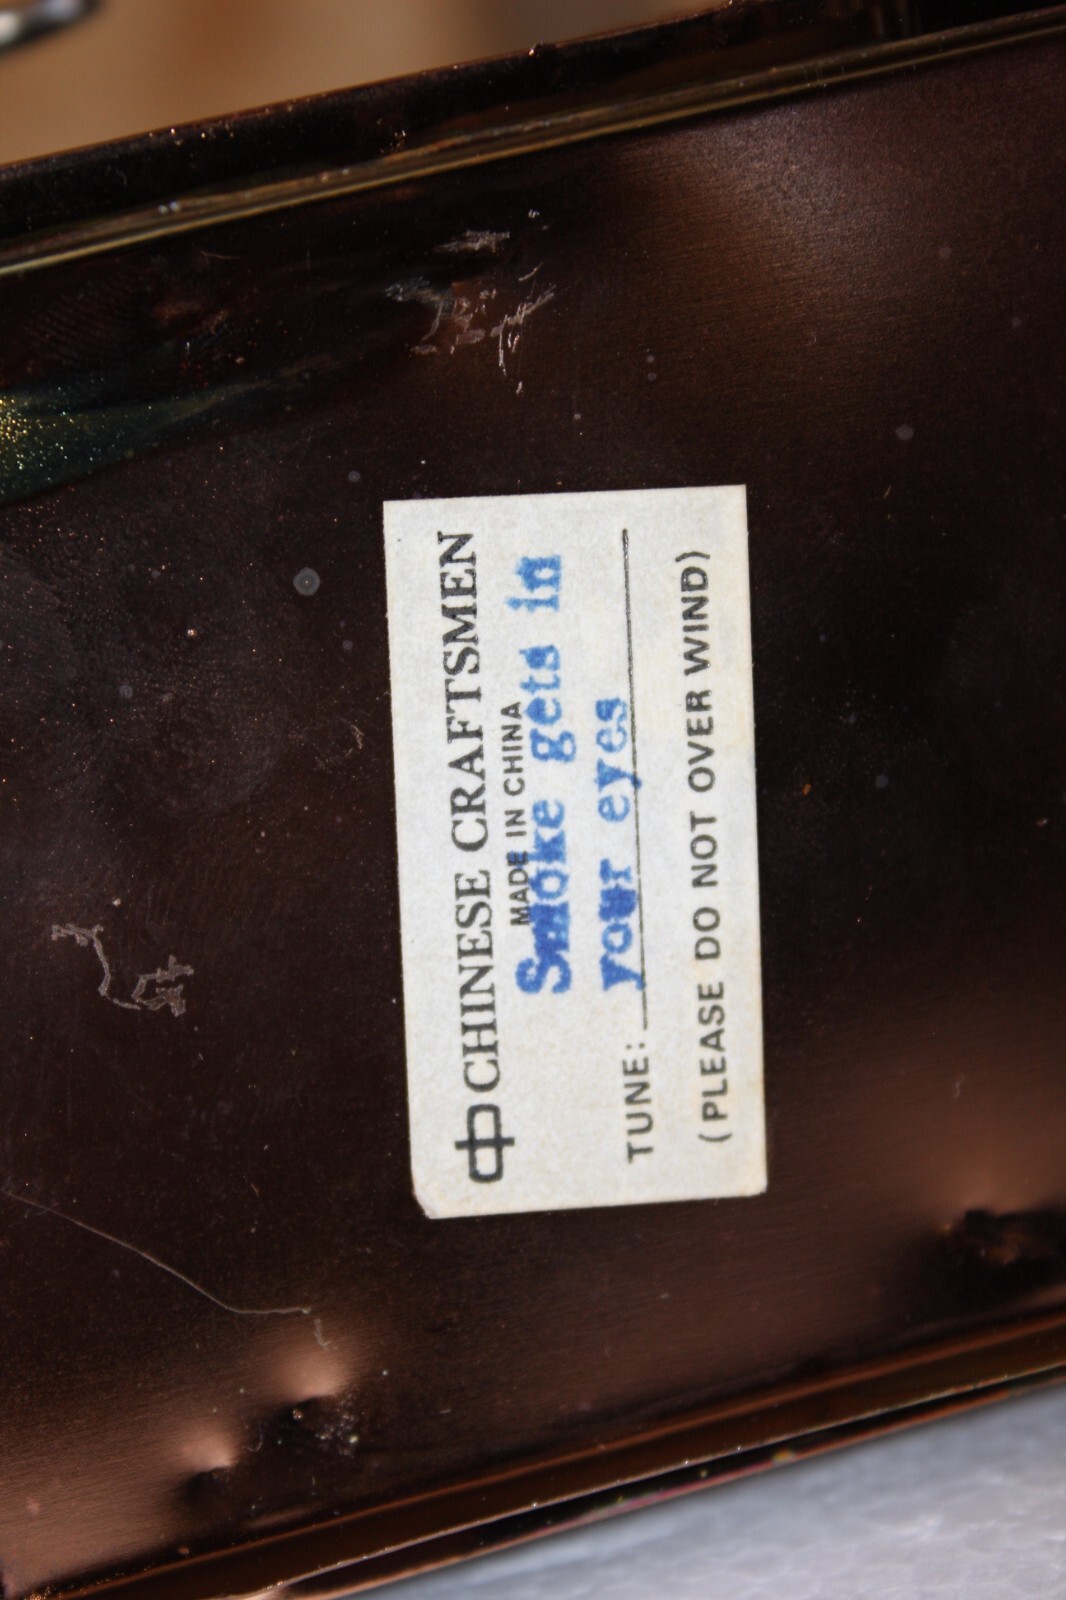 CHINESE CRAFTSMEN
MADE IN CHINA
Smoke gets in
your eyes
TUNE:
(PLEASE DO NOT OVER WIND)